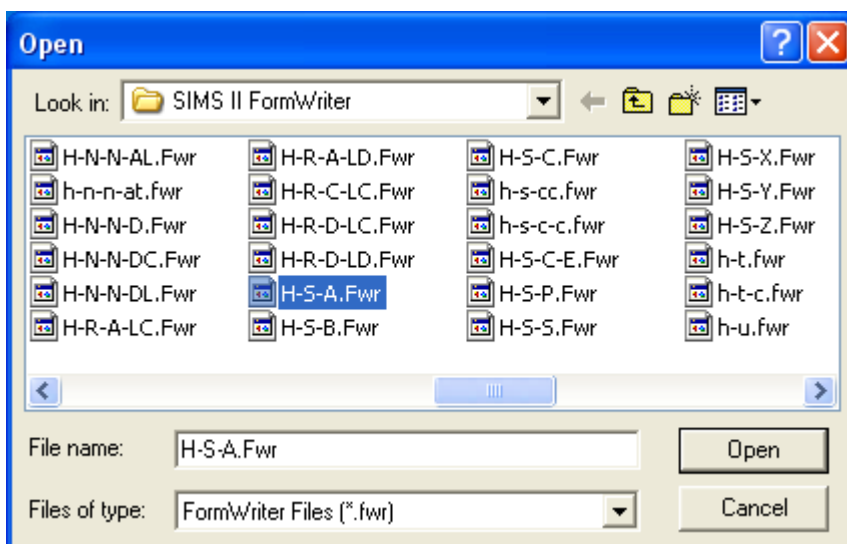 Open
Look in: SIMS II FormWriter
H-N-N-AL.Fwr H-R-A-LD.Fwr H-S-C.Fwr H-S-X.Fwr
h-n-n-at.fwr H-R-C-LC.Fwr h-s-cc.fwr H-S-Y.Fwr
H-N-N-D.Fwr H-R-D-LC.Fwr h-s-c-c.fwr H-S-Z.Fwr
H-N-N-DC.Fwr H-R-D-LD.Fwr H-S-C-E.Fwr h-t.fwr
H-N-N-DL.Fwr H-S-A.Fwr H-S-P.Fwr h-t-c.fwr
H-R-A-LC.Fwr H-S-B.Fwr H-S-S.Fwr h-u.fwr
File name: H-S-A.Fwr Open
Files of type: FormWriter Files (*.fwr) Cancel